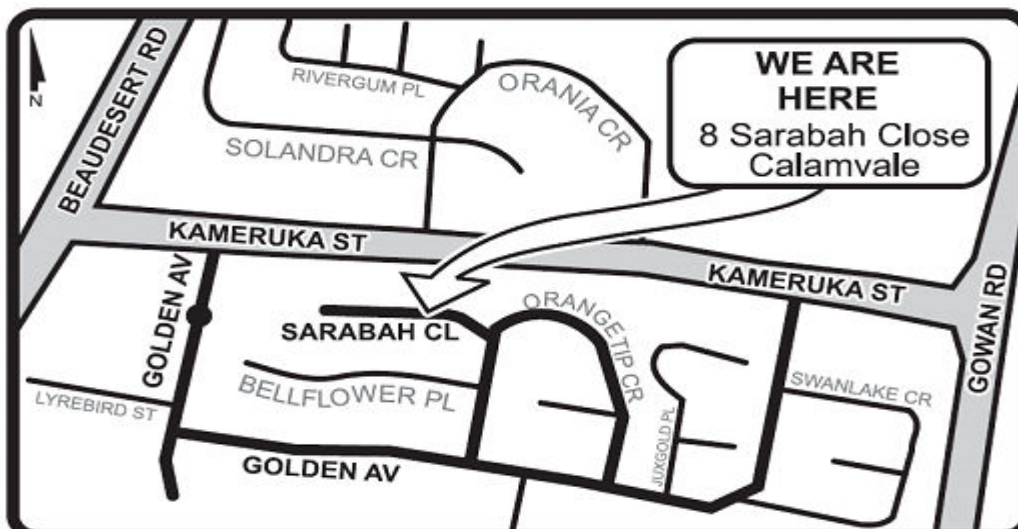 BEAUDESERT RD
N
RIVERGUM PL
ORANIA CR
SOLANDRA CR
WE ARE
HERE
8 Sarabah Close
Calamvale
KAMERUKA ST
KAMERUKA ST
GOWAN RD
GOLDEN AV
SARABAH CL
ORANGETIP CR
BELLFLOWER PL
LYREBIRD ST
JUXGOLD PL
SWANLAKE CR
GOLDEN AV